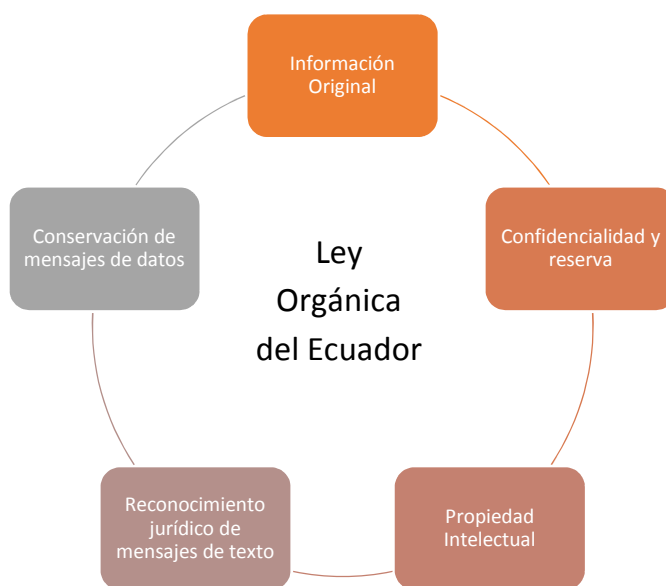 Información
Original
Confidencialidad y
reserva
Propiedad
Intelectual
Reconocimiento
jurídico de
mensajes de texto
Conservación de
mensajes de datos
Ley
Orgánica
del Ecuador